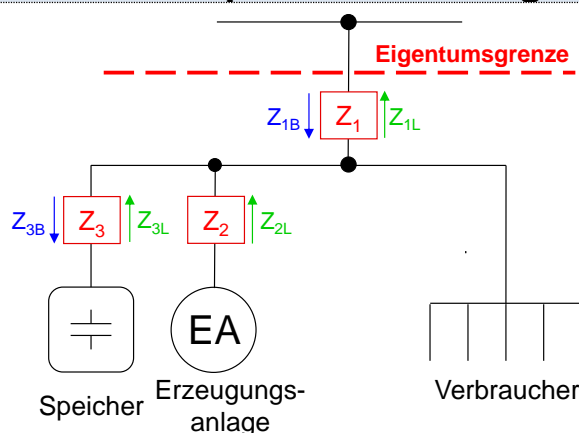 Eigentumsgrenze
Z1B Z1 Z1L
Z3B Z3 Z3L Z2 Z2L
EA
Speicher
Erzeugungs-
anlage
Verbraucher